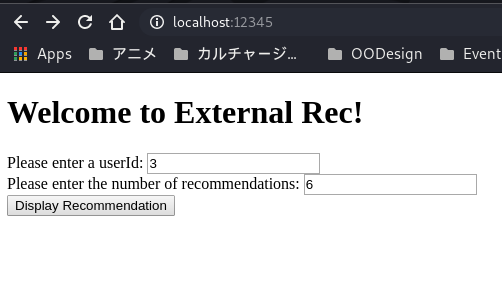 localhost:12345
Apps アニメ カルチャージ... OODesign Event
Welcome to External Rec!
Please enter a userId: 3
Please enter the number of recommendations: 6
Display Recommendation